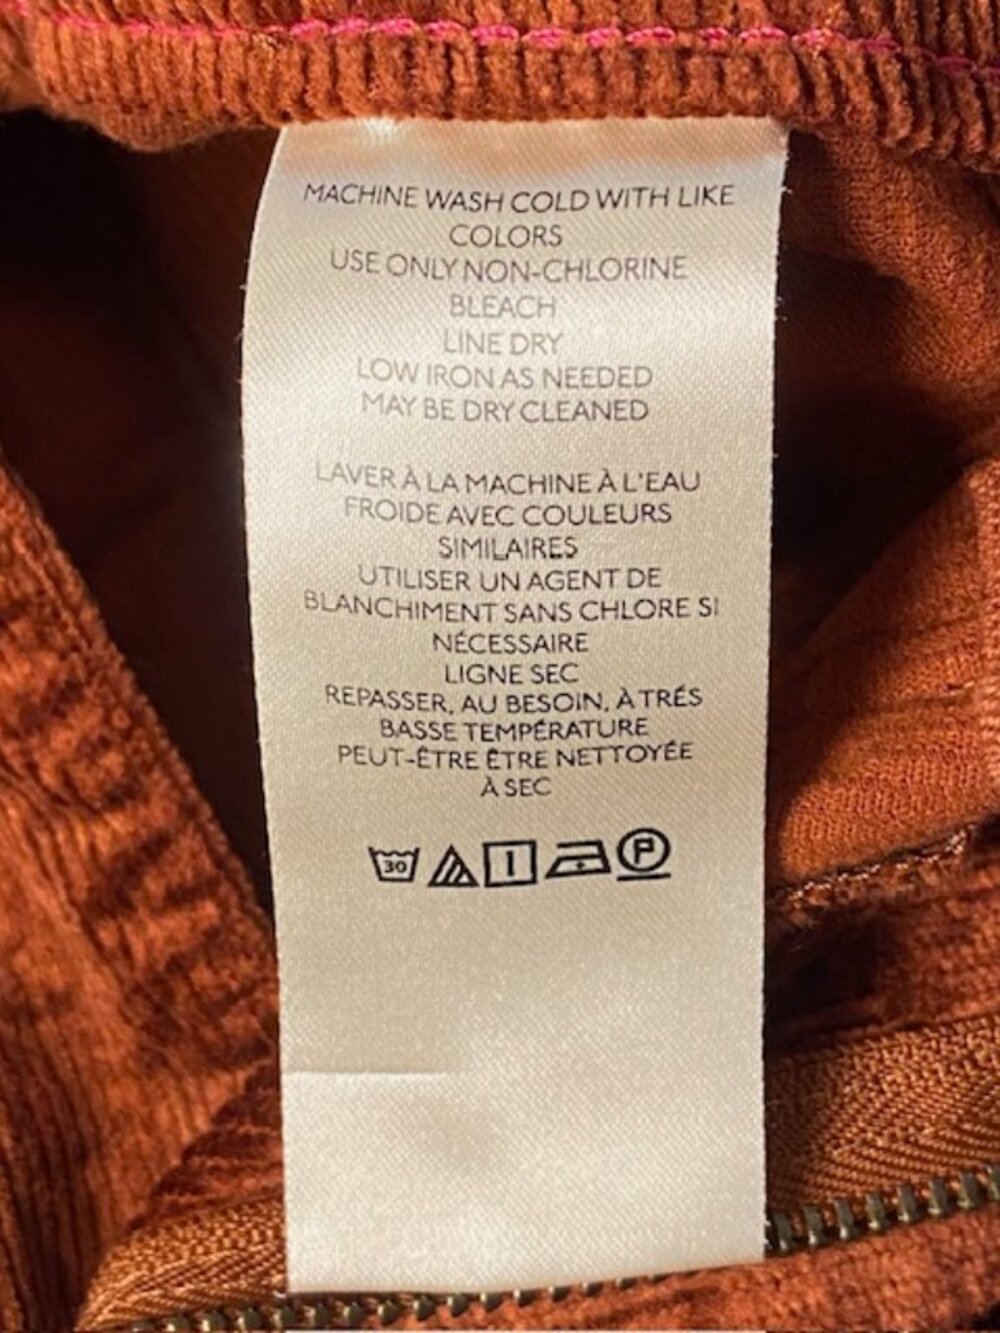 MACHINE WASH COLD WITH LIKE
COLORS
USE ONLY NON-CHLORINE
BLEACH
LINE DRY
LOW IRON AS NEEDED
MAY BE DRY CLEANED
LAVER À LA MACHINE À L'EAU
FROIDE AVEC COULEURS
SIMILAIRES
UTILISER UN AGENT DE
BLANCHIMENT SANS CHLORE SI
NÉCESSAIRE
LIGNE SEC
REPASSER, AU BESOIN, À TRÉS
BASSE TEMPÉRATURE
PEUT-ÊTRE ÊTRE NETTOYÉE
À SEC
30 P